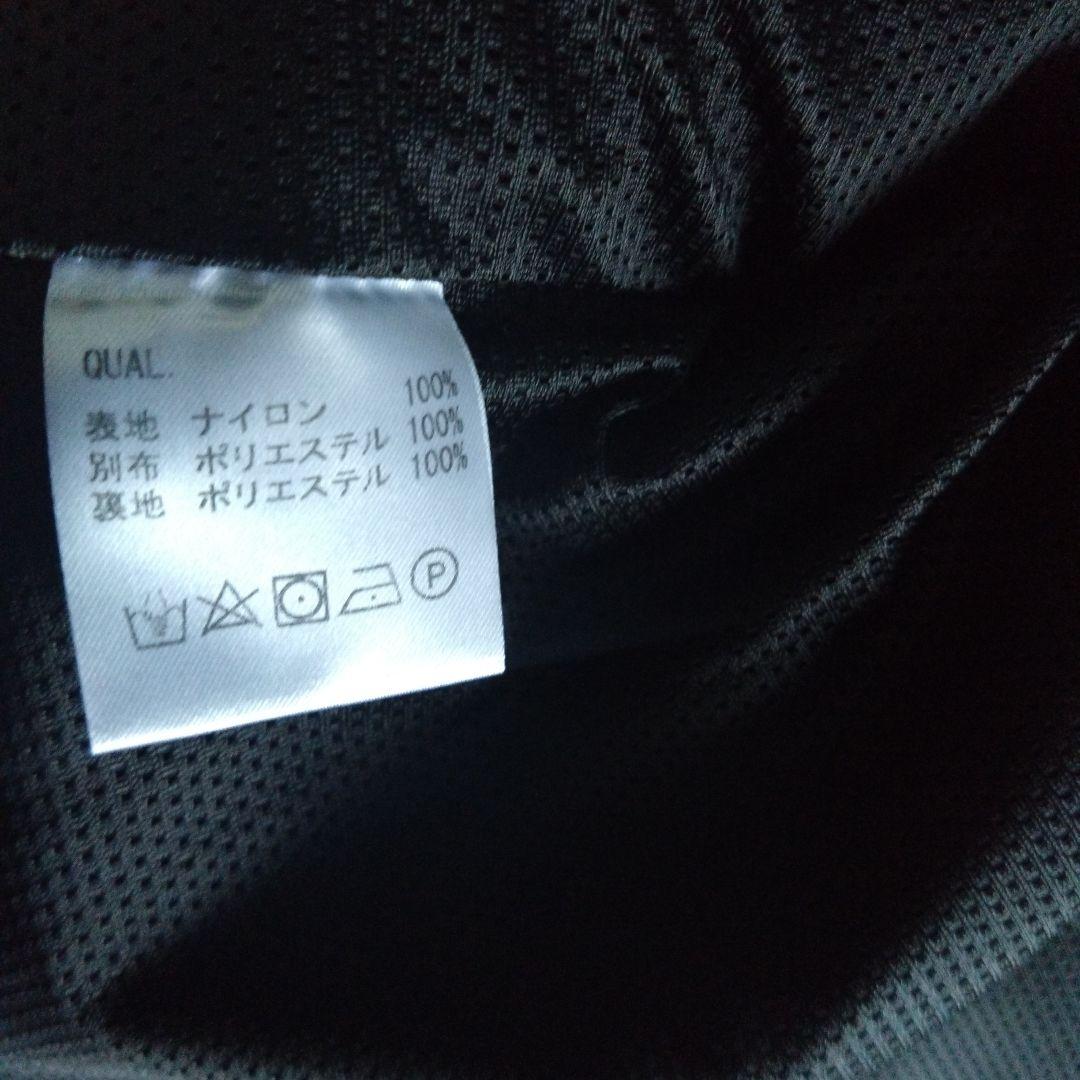 QUAL.
表地 ナイロン 100%
別布 ポリエステル 100%
裏地 ポリエステル 100%
P